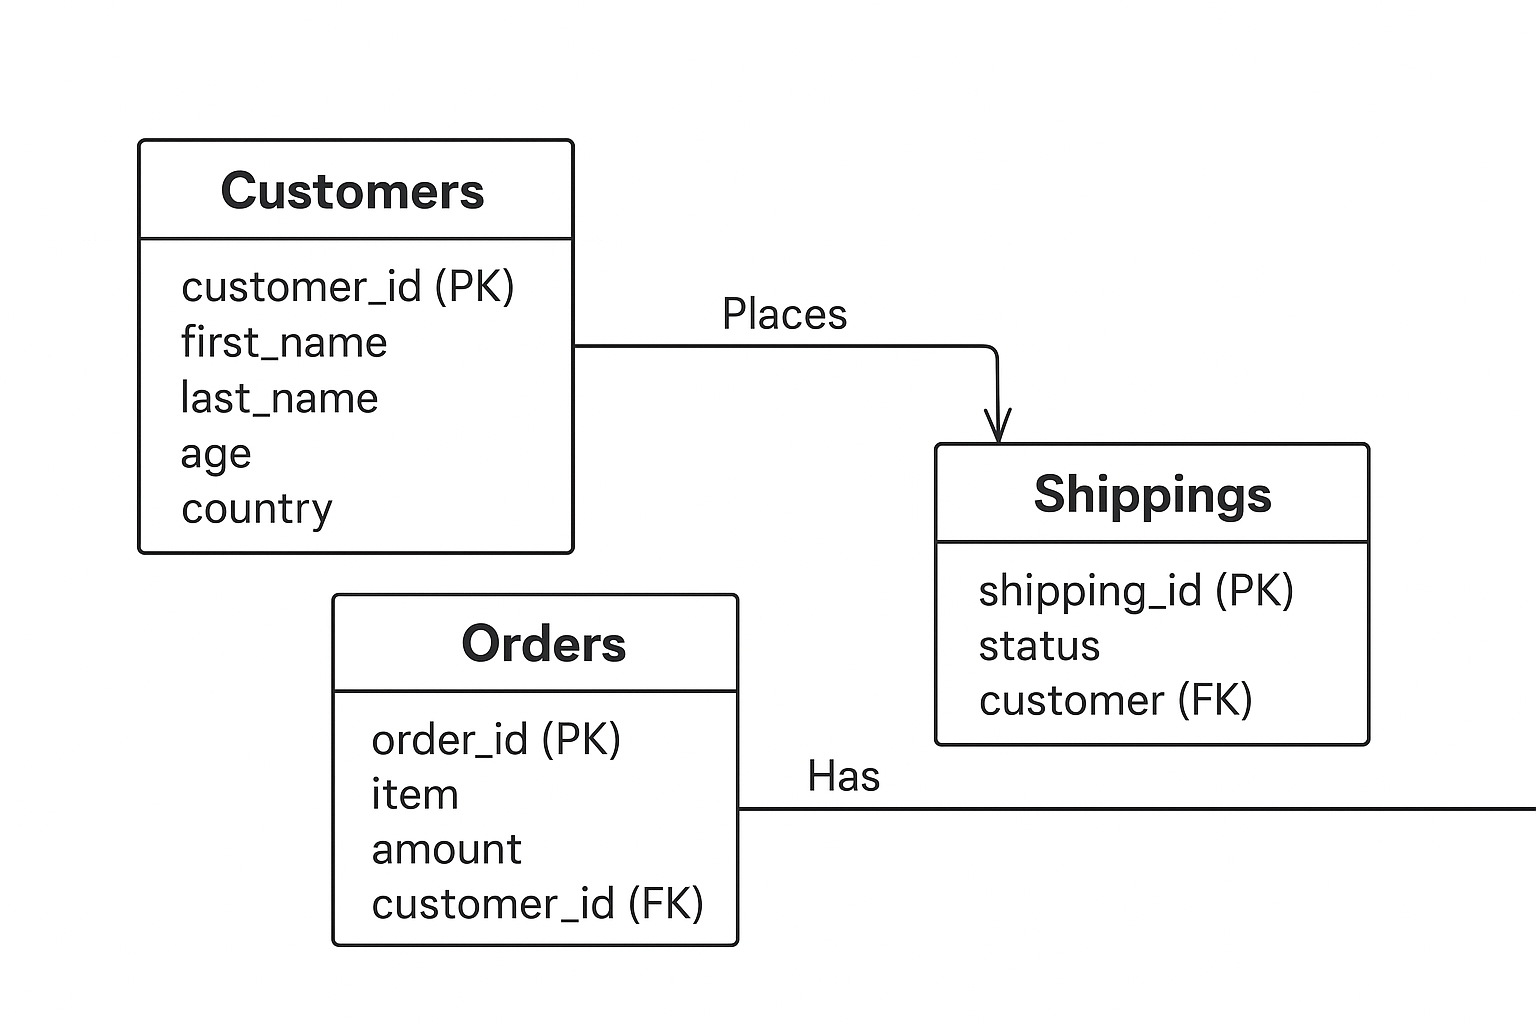 Customers
customer_id (PK)
first_name
last_name
age
country
Places
Shippings
shipping_id (PK)
status
customer (FK)
Orders
order_id (PK)
item
amount
customer_id (FK)
Has